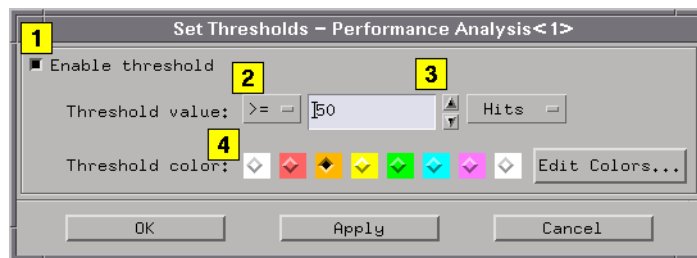 Set Thresholds – Performance Analysis<1>
1
Enable threshold
2
3
Threshold value: >= 50 Hits
4
Threshold color: Edit Colors...
OK Apply Cancel